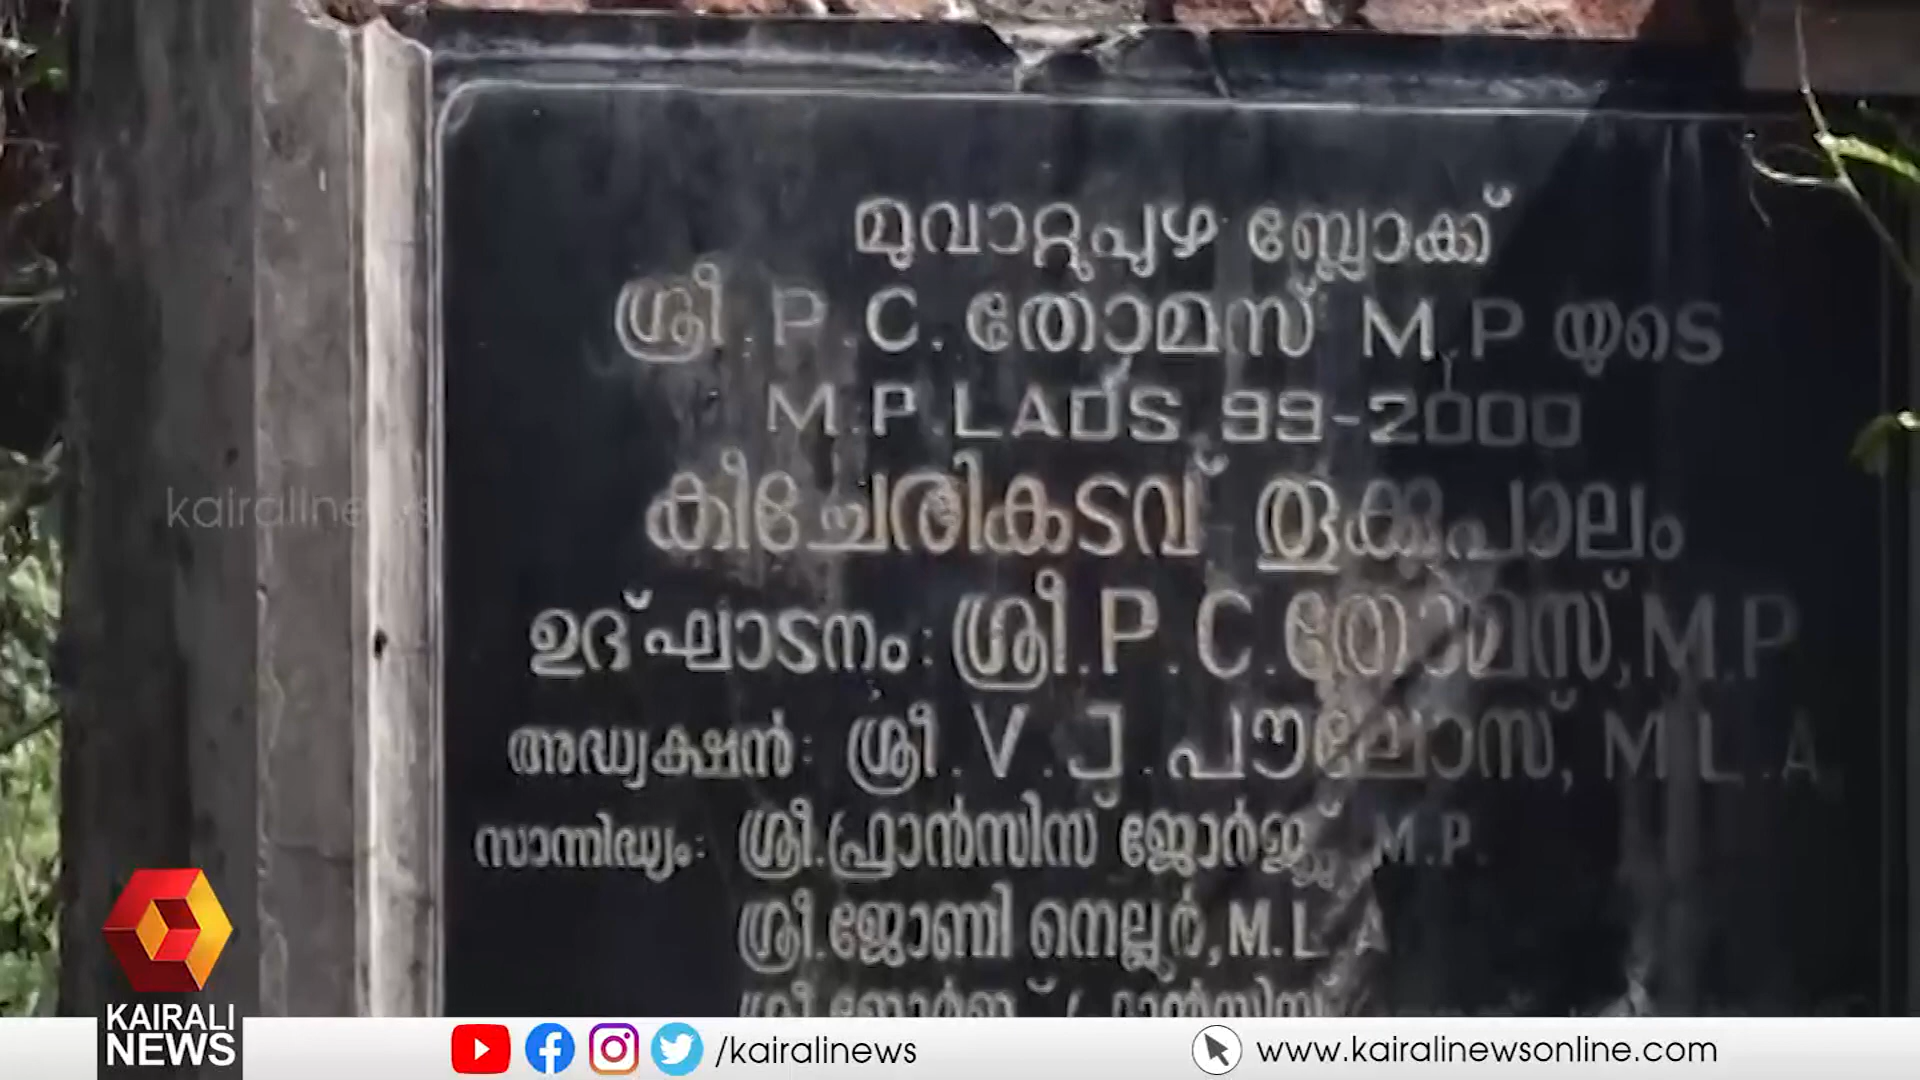 മുവാറ്റുപുഴ ബ്ലോക്ക്
ശ്രീ. P. C. തോമസ് M.P യുടെ
M.P. LADS. 99-2000
കീച്ചേരികടവ് തൂക്കുപാലം
ഉദ്ഘാടനം: ശ്രീ. P. C. തോമസ്, M.P
അദ്ധ്യക്ഷൻ: ശ്രീ. V. J. പൗലോസ്, M.L.A.
സാന്നിദ്ധ്യം: ശ്രീ. ഫ്രാൻസിസ് ജോർജ്ജ് M.P.
ശ്രീ. ജോണി നെല്ലൂർ, M.L.A
kairalinews
KAIRALI
NEWS
/kairalinews
www.kairalinewsonline.com